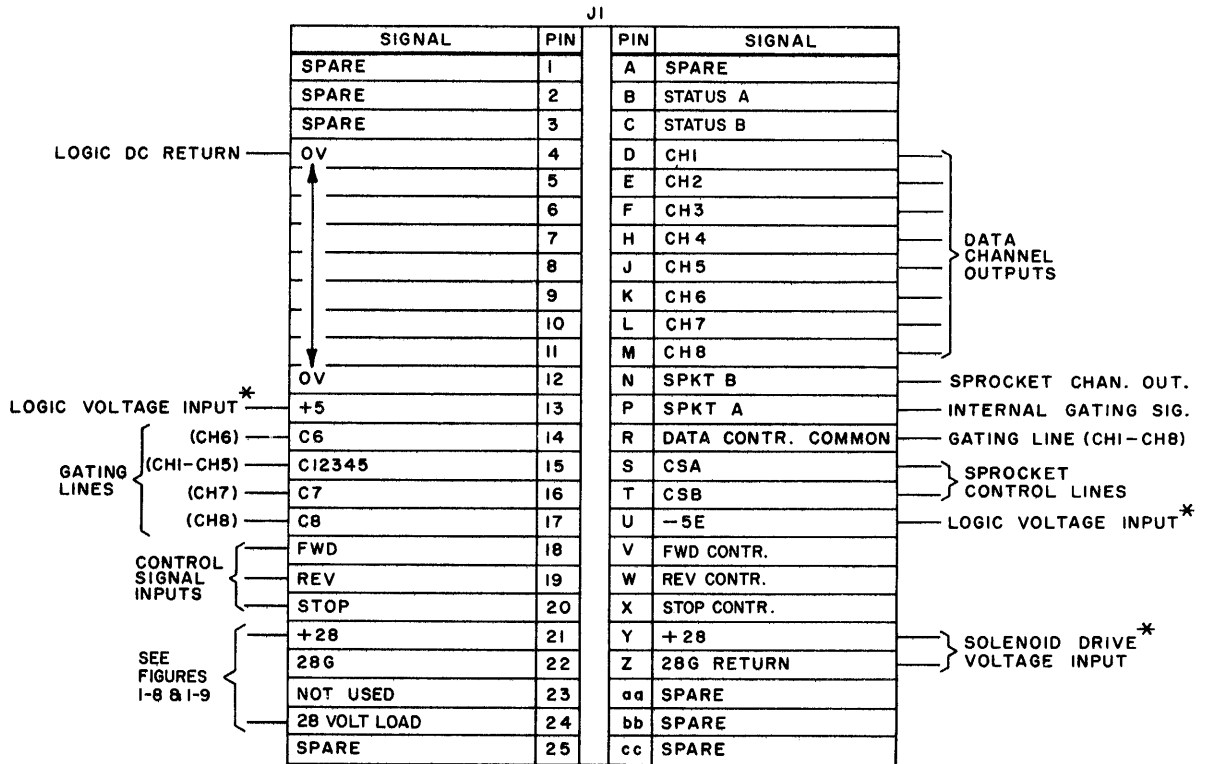 J1
SIGNAL PIN PIN SIGNAL
SPARE 1 A SPARE
SPARE 2 B STATUS A
SPARE 3 C STATUS B
LOGIC DC RETURN 0V 4 D CH1
5 E CH2
6 F CH3
7 H CH4
8 J CH5
9 K CH6
10 L CH7
11 M CH8
DATA
CHANNEL
OUTPUTS
0V 12 N SPKT B SPROCKET CHAN. OUT.
LOGIC VOLTAGE INPUT* +5 13 P SPKT A INTERNAL GATING SIG.
(CH6) C6 14 R DATA CONTR. COMMON GATING LINE (CH1-CH8)
(CH1-CH5) C12345 15 S CSA
(CH7) C7 16 T CSB
GATING
LINES
SPROCKET
CONTROL LINES
(CH8) C8 17 U -5E LOGIC VOLTAGE INPUT*
FWD 18 V FWD CONTR.
REV 19 W REV CONTR.
STOP 20 X STOP CONTR.
CONTROL
SIGNAL
INPUTS
+28 21 Y +28
28G 22 Z 28G RETURN
SOLENOID DRIVE*
VOLTAGE INPUT
NOT USED 23 aa SPARE
28 VOLT LOAD 24 bb SPARE
SEE
FIGURES
1-8 & 1-9
SPARE 25 cc SPARE